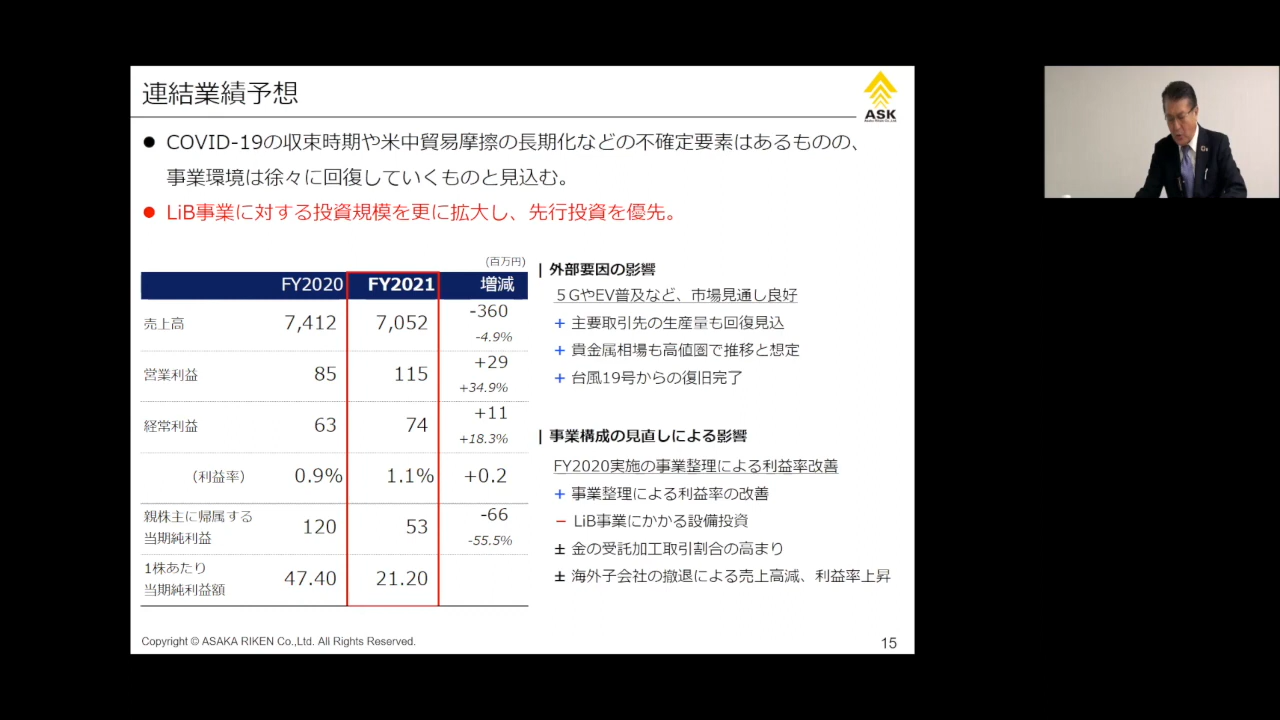 連結業績予想
ASK
Asaka Riken Co.,Ltd.
● COVID-19の収束時期や米中貿易摩擦の長期化などの不確定要素はあるものの、
事業環境は徐々に回復していくものと見込む。
● LiB事業に対する投資規模を更に拡大し、先行投資を優先。
(百万円)
FY2020 FY2021 増減
売上高 7,412 7,052 -360
-4.9%
営業利益 85 115 +29
+34.9%
経常利益 63 74 +11
+18.3%
（利益率） 0.9% 1.1% +0.2
親株主に帰属する
当期純利益 120 53 -66
-55.5%
1株あたり
当期純利益額 47.40 21.20
| 外部要因の影響
５GやEV普及など、市場見通し良好
+ 主要取引先の生産量も回復見込
+ 貴金属相場も高値圏で推移と想定
+ 台風19号からの復旧完了
| 事業構成の見直しによる影響
FY2020実施の事業整理による利益率改善
+ 事業整理による利益率の改善
− LiB事業にかかる設備投資
± 金の受託加工取引割合の高まり
± 海外子会社の撤退による売上高減、利益率上昇
Copyright © ASAKA RIKEN Co.,Ltd. All Rights Reserved.
15